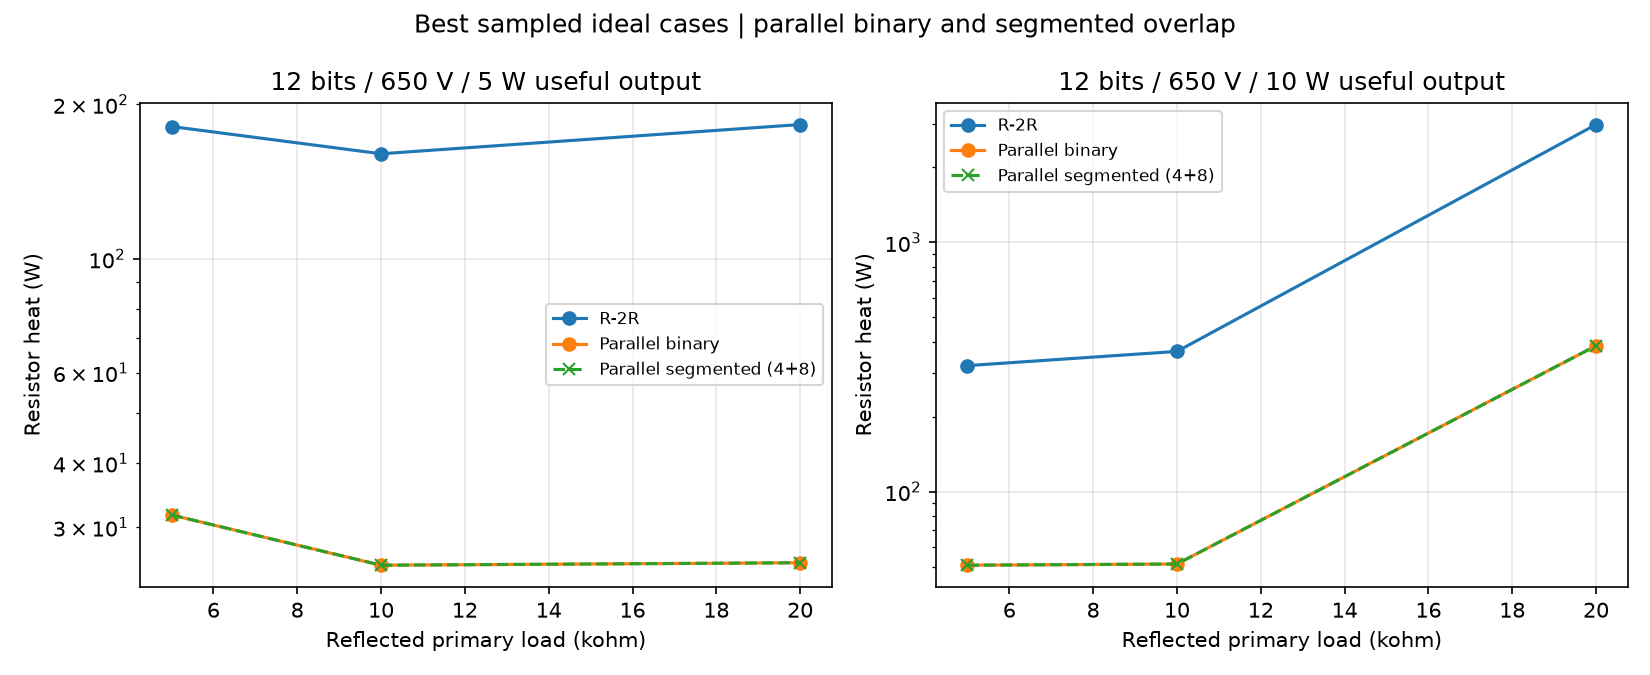 Best sampled ideal cases | parallel binary and segmented overlap
12 bits / 650 V / 5 W useful output
2 × 10²
10²
6 × 10¹
4 × 10¹
3 × 10¹
Resistor heat (W)
R-2R
Parallel binary
Parallel segmented (4+8)
6 8 10 12 14 16 18 20
Reflected primary load (kohm)
12 bits / 650 V / 10 W useful output
R-2R
Parallel binary
Parallel segmented (4+8)
10³
10²
Resistor heat (W)
6 8 10 12 14 16 18 20
Reflected primary load (kohm)